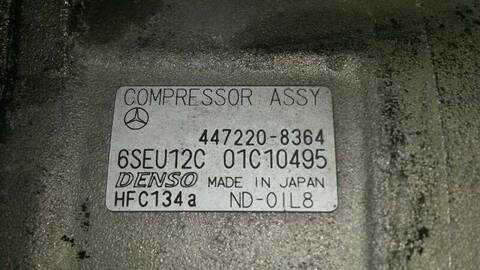 COMPRESSOR ASSY
447220-8364
6SEU12C 01C10495
DENSO MADE IN JAPAN
HFC134a ND-OIL8